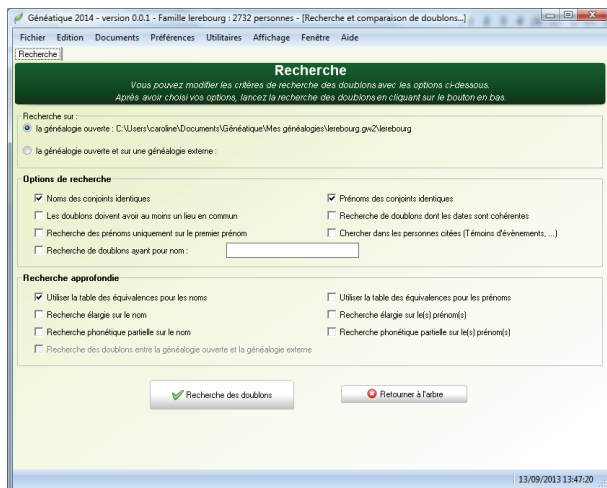 Généatique 2014 - version 0.0.1 - Famille lerebourg : 2732 personnes - [Recherche et comparaison de doublons...]
Fichier Edition Documents Préférences Utilitaires Affichage Fenêtre Aide
Recherche
Recherche
Vous pouvez modifier les critères de recherche des doublons avec les options ci-dessous.
Après avoir choisi vos options, lancez la recherche des doublons en cliquant sur le bouton en bas.
Recherche sur :
la généalogie ouverte : C:\Users\caroline\Documents\Généatique\Mes généalogies\lerebourg.gw2\lerebourg
la généalogie ouverte et sur une généalogie externe :
Options de recherche
Noms des conjoints identiques Prénoms des conjoints identiques
Les doublons doivent avoir au moins un lieu en commun Recherche de doublons dont les dates sont cohérentes
Recherche des prénoms uniquement sur le premier prénom Chercher dans les personnes citées (Témoins d'évènements, ...)
Recherche de doublons ayant pour nom :
Recherche approfondie
Utiliser la table des équivalences pour les noms Utiliser la table des équivalences pour les prénoms
Recherche élargie sur le nom Recherche élargie sur le(s) prénom(s)
Recherche phonétique partielle sur le nom Recherche phonétique partielle sur le(s) prénom(s)
Recherche des doublons entre la généalogie ouverte et la généalogie externe
Recherche des doublons Retourner à l'arbre
13/09/2013 13:47:20